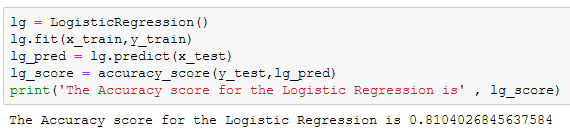 lg = LogisticRegression()
lg.fit(x_train,y_train)
lg_pred = lg.predict(x_test)
lg_score = accuracy_score(y_test,lg_pred)
print('The Accuracy score for the Logistic Regression is' , lg_score)
The Accuracy score for the Logistic Regression is 0.8104026845637584